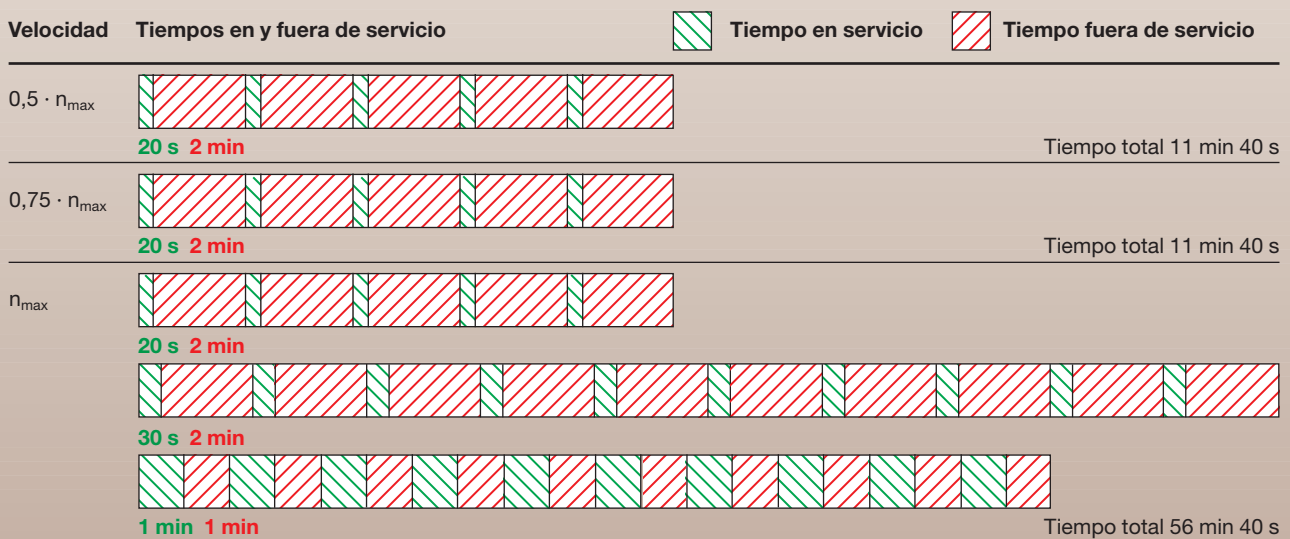 Velocidad Tiempos en y fuera de servicio Tiempo en servicio Tiempo fuera de servicio
0,5 · nmax
20 s 2 min Tiempo total 11 min 40 s
0,75 · nmax
20 s 2 min Tiempo total 11 min 40 s
nmax
20 s 2 min
30 s 2 min
1 min 1 min Tiempo total 56 min 40 s